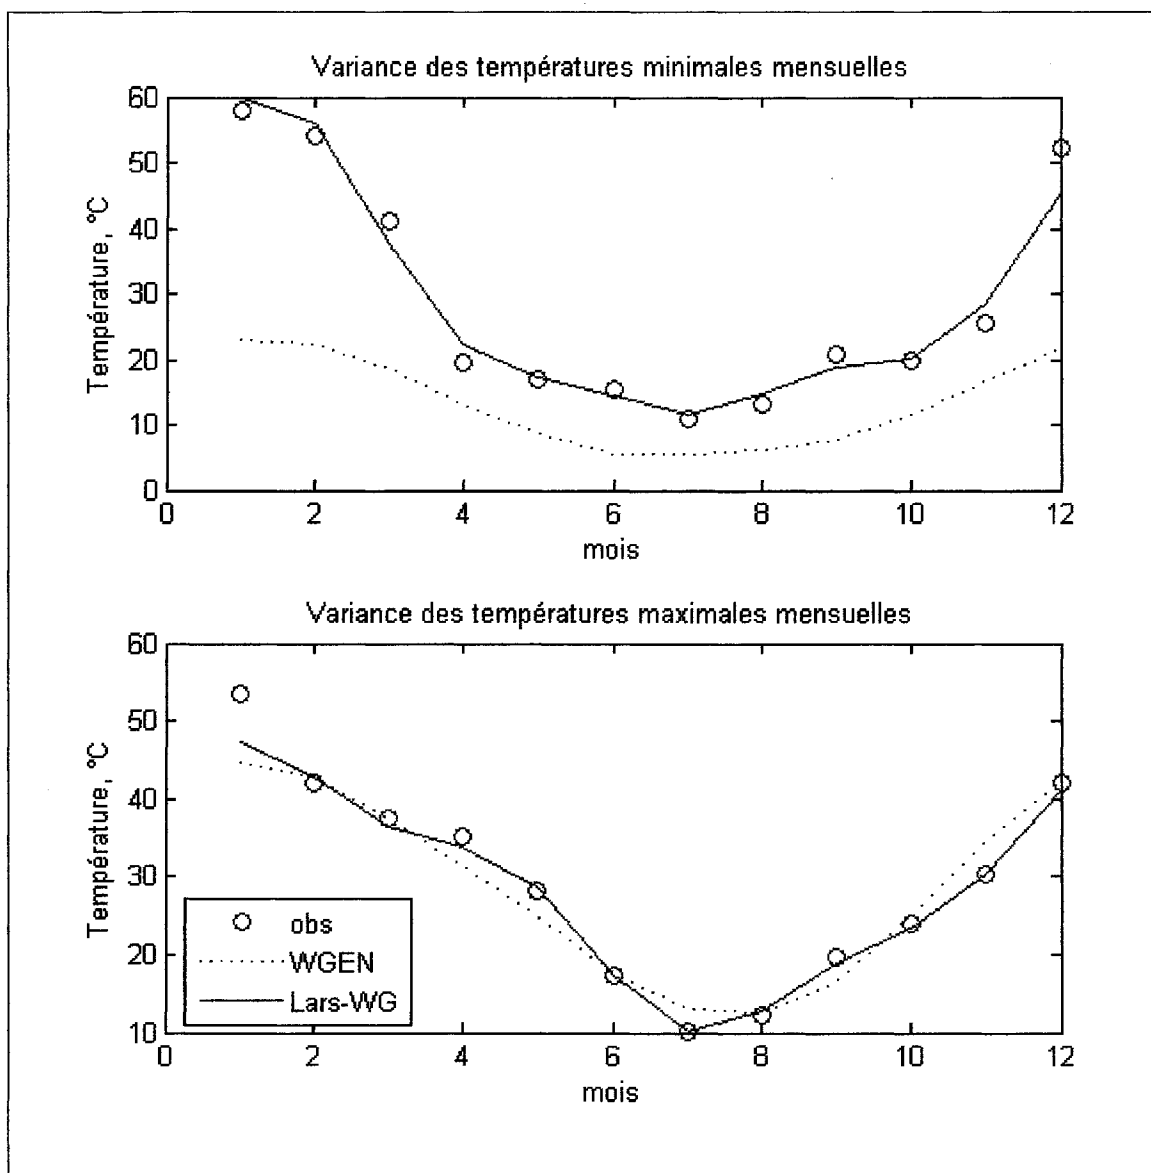 Variance des températures minimales mensuelles
60
50
40
30
20
10
0
Température, °C
0 2 4 6 8 10 12
mois
Variance des températures maximales mensuelles
60
50
40
30
20
10
Température, °C
obs
WGEN
Lars-WG
0 2 4 6 8 10 12
mois